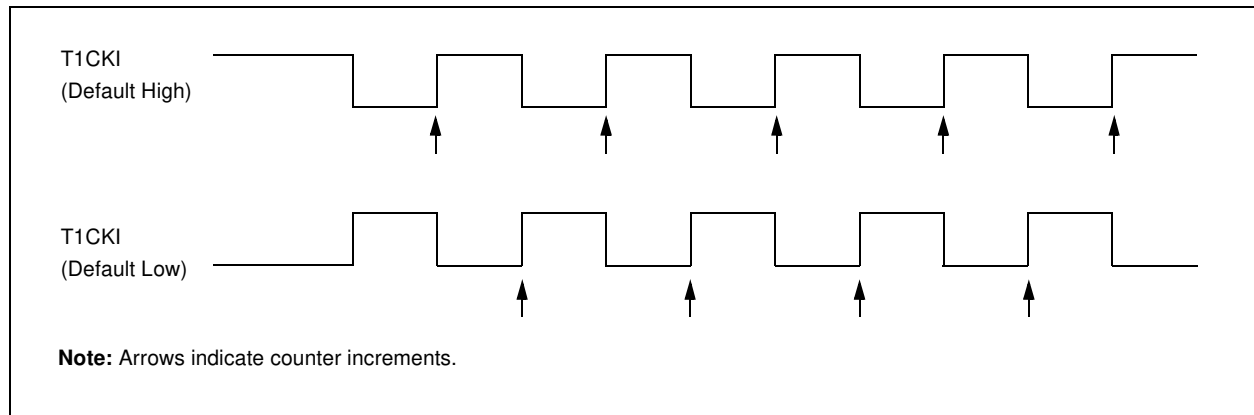 T1CKI
(Default High)
T1CKI
(Default Low)
Note: Arrows indicate counter increments.